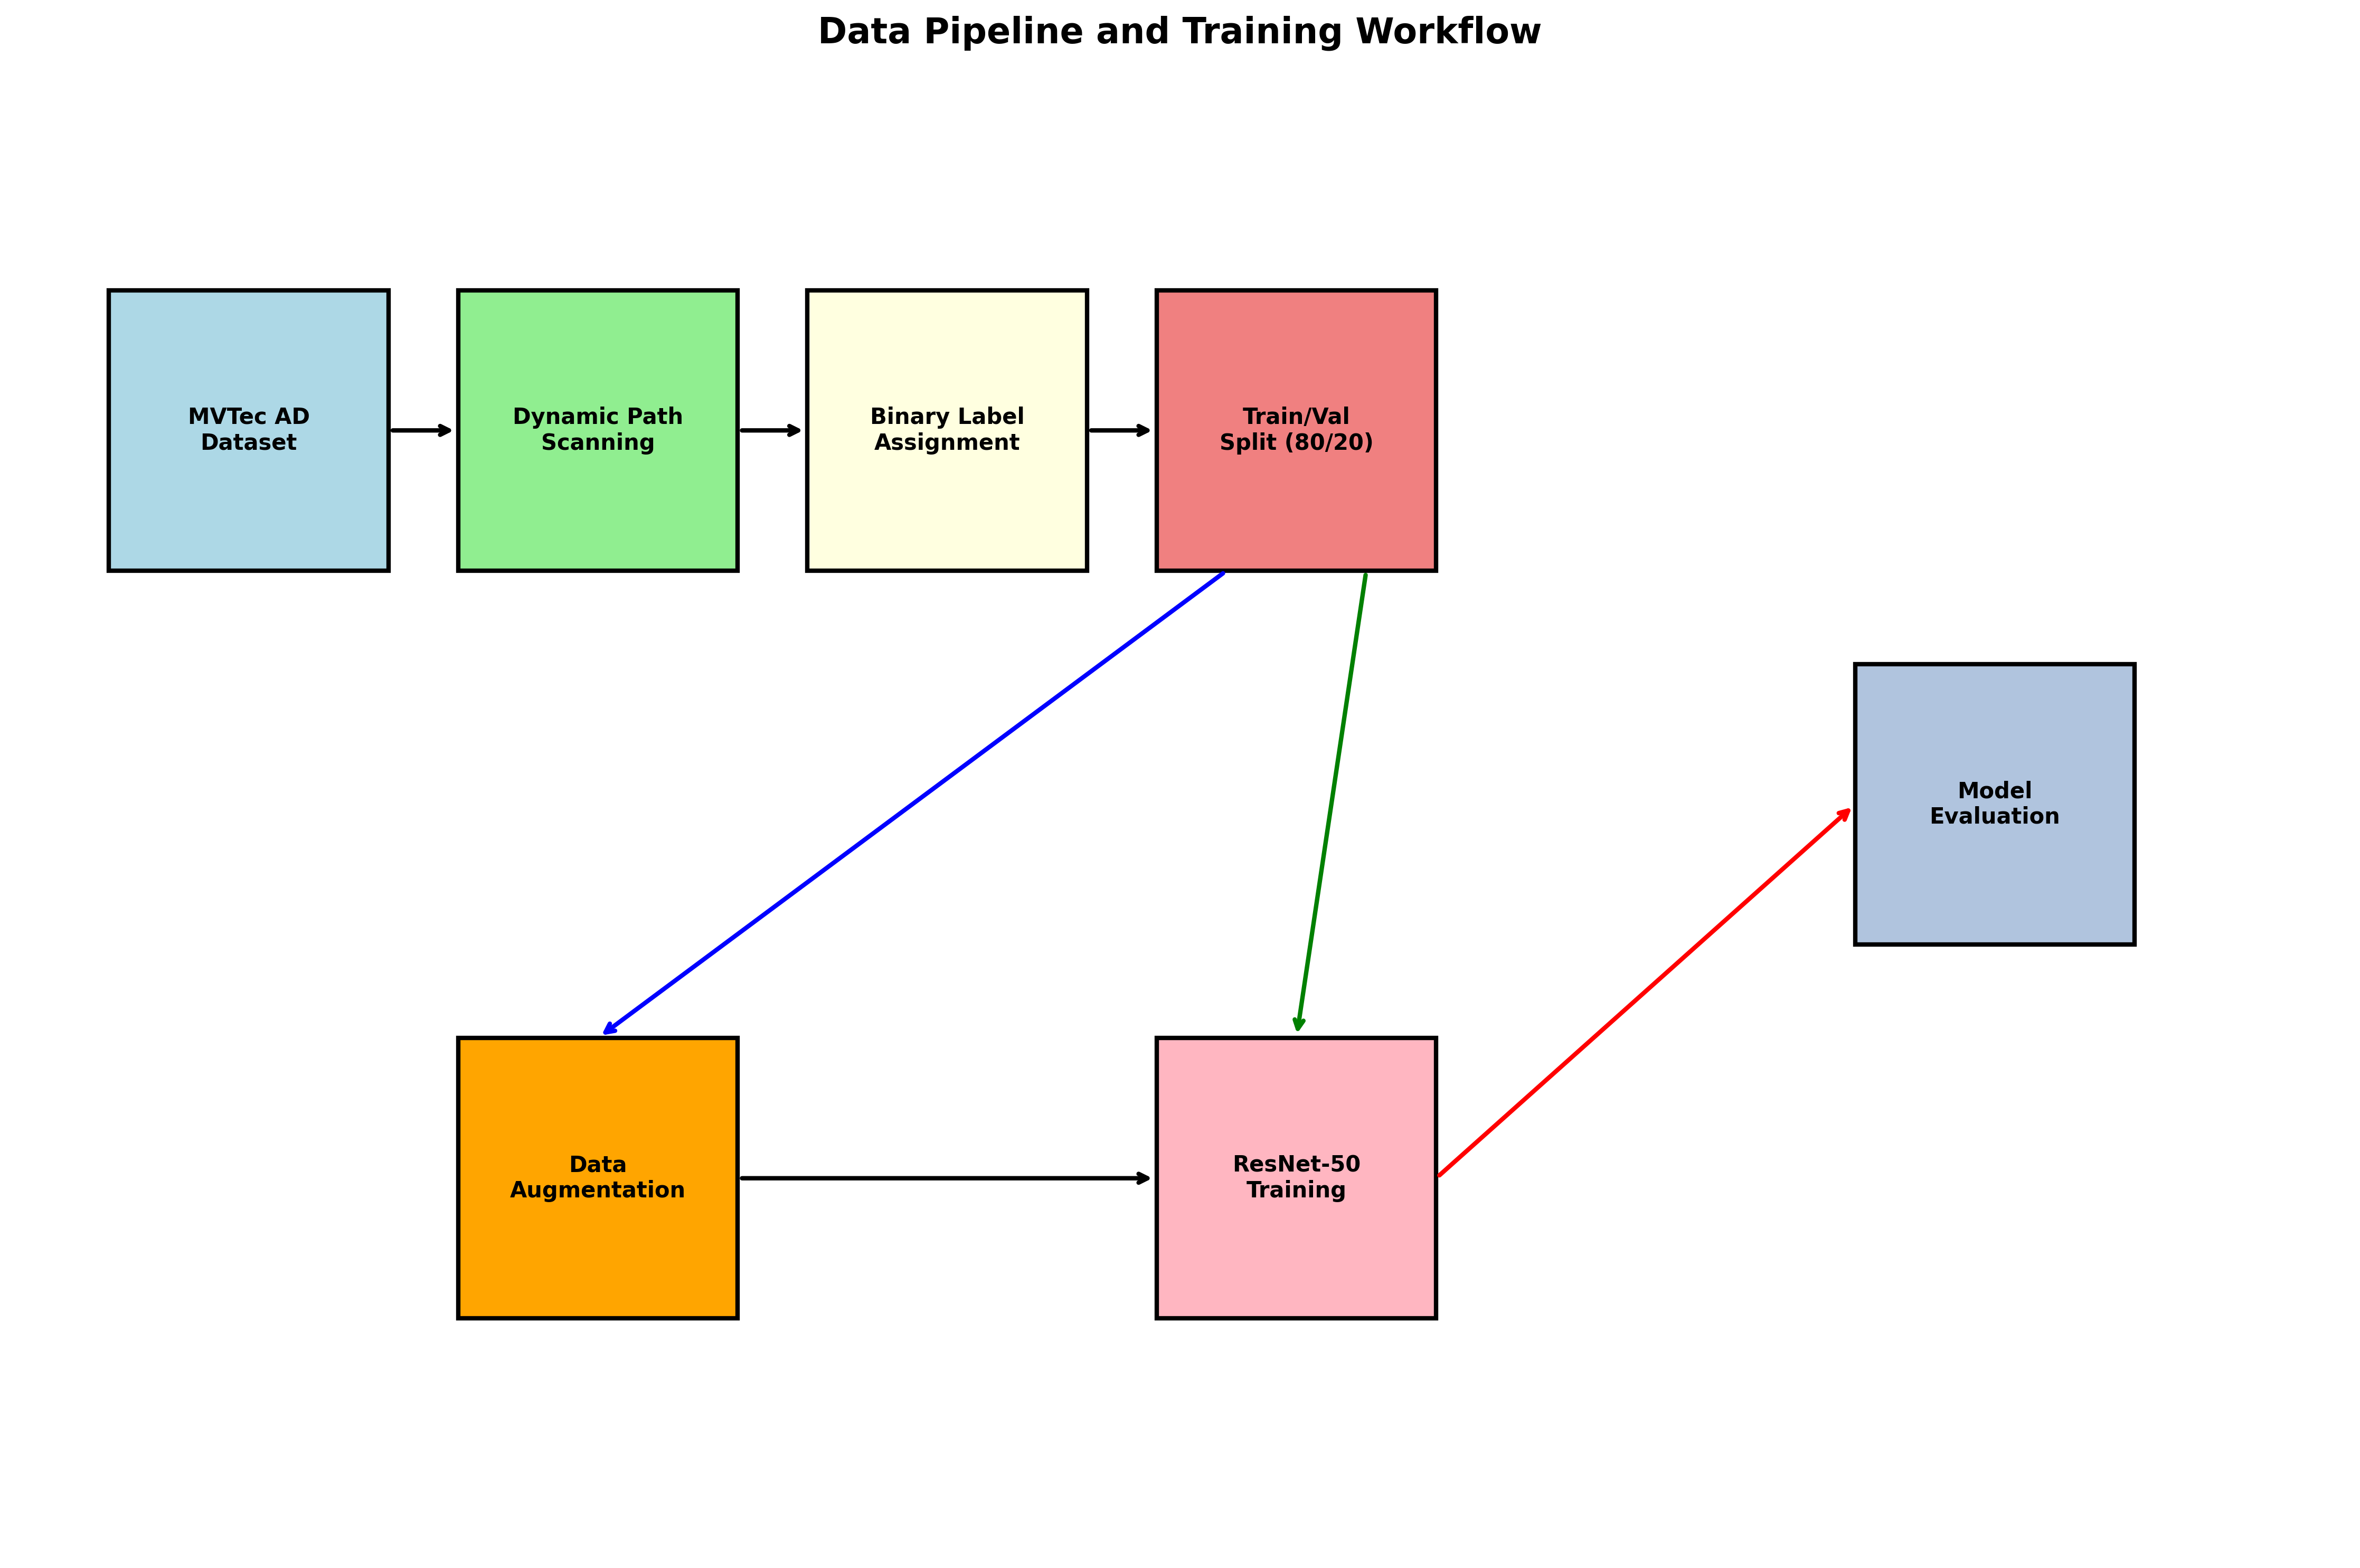 Data Pipeline and Training Workflow
MVTec AD
Dataset
Dynamic Path
Scanning
Binary Label
Assignment
Train/Val
Split (80/20)
Model
Evaluation
Data
Augmentation
ResNet-50
Training